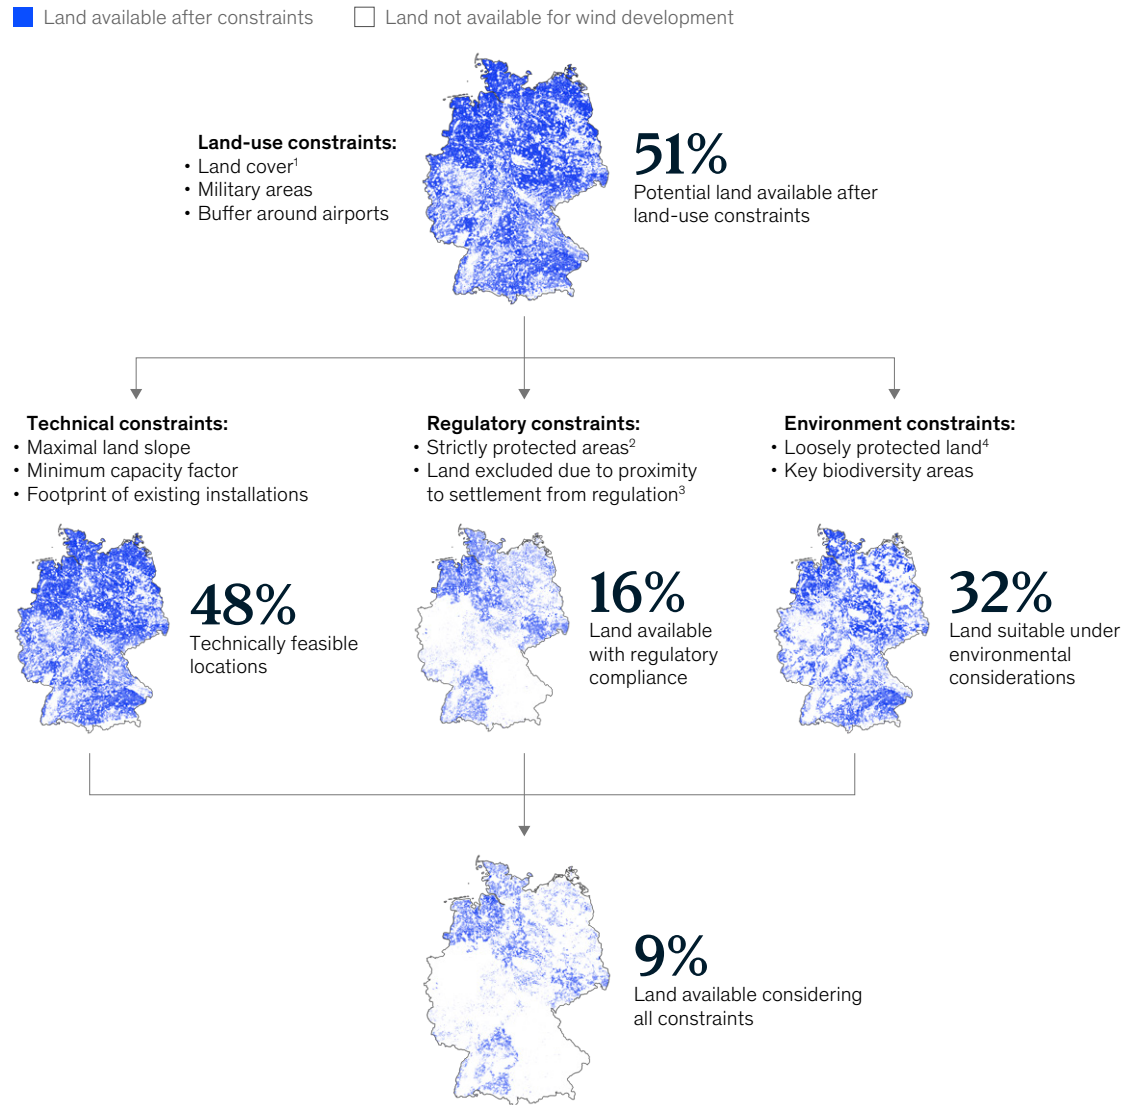 Land available after constraints
Land not available for wind development
Land-use constraints:
• Land cover¹
• Military areas
• Buffer around airports
51%
Potential land available after
land-use constraints
Technical constraints:
• Maximal land slope
• Minimum capacity factor
• Footprint of existing installations
48%
Technically feasible
locations
Regulatory constraints:
• Strictly protected areas²
• Land excluded due to proximity
to settlement from regulation³
16%
Land available
with regulatory
compliance
Environment constraints:
• Loosely protected land⁴
• Key biodiversity areas
32%
Land suitable under
environmental
considerations
9%
Land available considering
all constraints